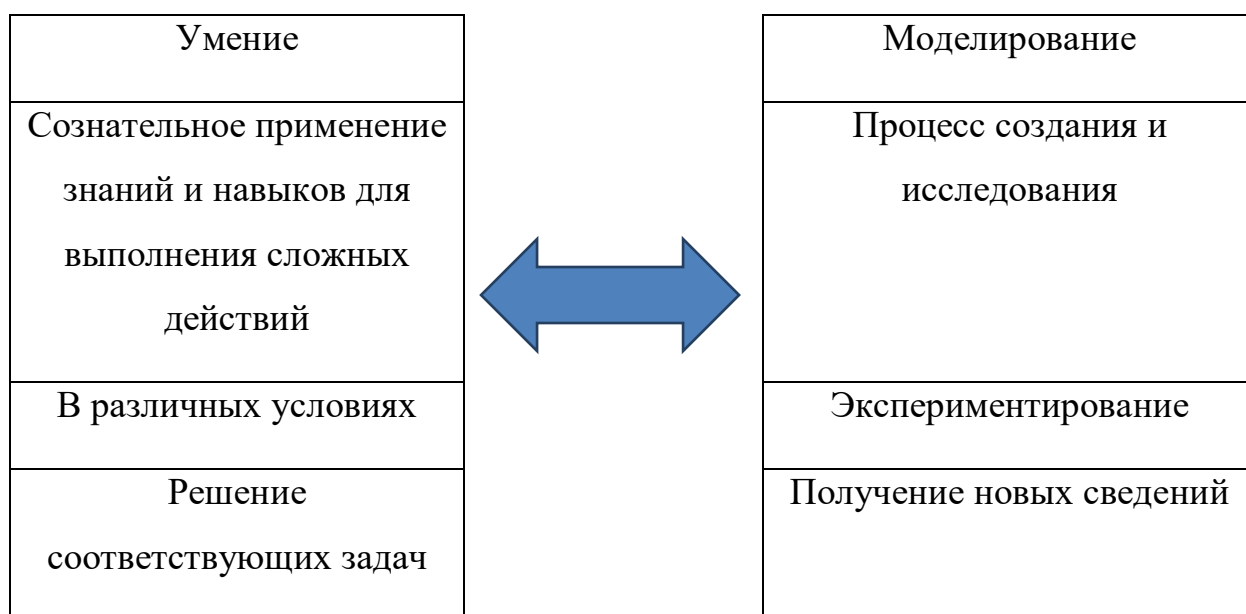 Умение
Сознательное применение
знаний и навыков для
выполнения сложных
действий
В различных условиях
Решение
соответствующих задач
Моделирование
Процесс создания и
исследования
Экспериментирование
Получение новых сведений